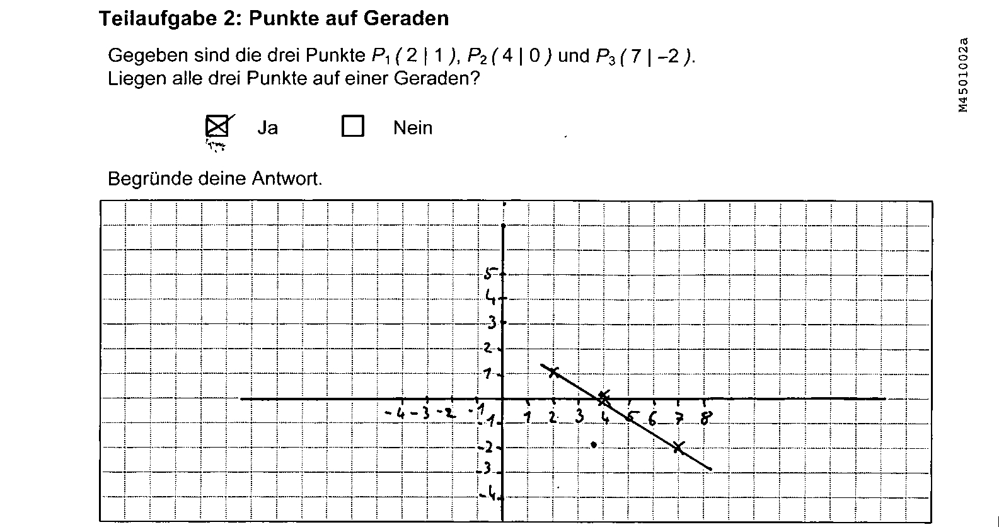 Teilaufgabe 2: Punkte auf Geraden
Gegeben sind die drei Punkte P₁ ( 2 | 1 ), P₂ ( 4 | 0 ) und P₃ ( 7 | –2 ).
Liegen alle drei Punkte auf einer Geraden?
M4501002a
Ja Nein
Begründe deine Antwort.
5
4
3
2
1
-4 -3 -2 -1 1 2 3 4 5 6 7 8
-1
-2
-3
-4